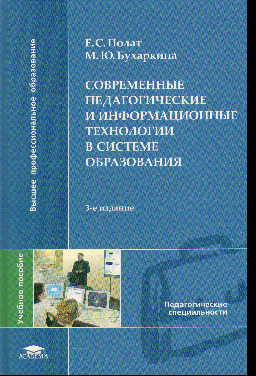 Е.С.Полат
М.Ю.Бухаркина
СОВРЕМЕННЫЕ
ПЕДАГОГИЧЕСКИЕ
И ИНФОРМАЦИОННЫЕ
ТЕХНОЛОГИИ
В СИСТЕМЕ
ОБРАЗОВАНИЯ
3-е издание
Высшее профессиональное образование
Учебное пособие
Педагогические
специальности
ACADEMA